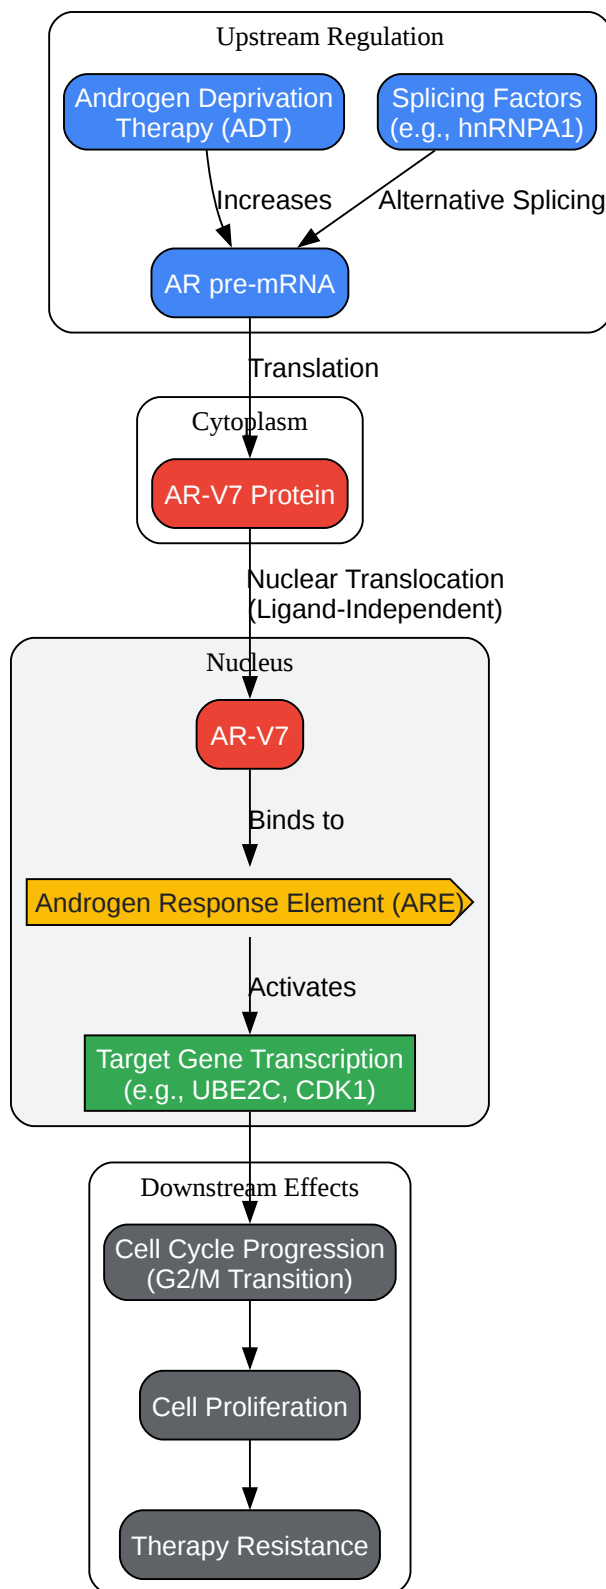 Upstream Regulation
Androgen Deprivation
Therapy (ADT)
Splicing Factors
(e.g., hnRNPA1)
Increases
Alternative Splicing
AR pre-mRNA
Translation
Cytoplasm
AR-V7 Protein
Nuclear Translocation
(Ligand-Independent)
Nucleus
AR-V7
Binds to
Androgen Response Element (ARE)
Activates
Target Gene Transcription
(e.g., UBE2C, CDK1)
Downstream Effects
Cell Cycle Progression
(G2/M Transition)
Cell Proliferation
Therapy Resistance